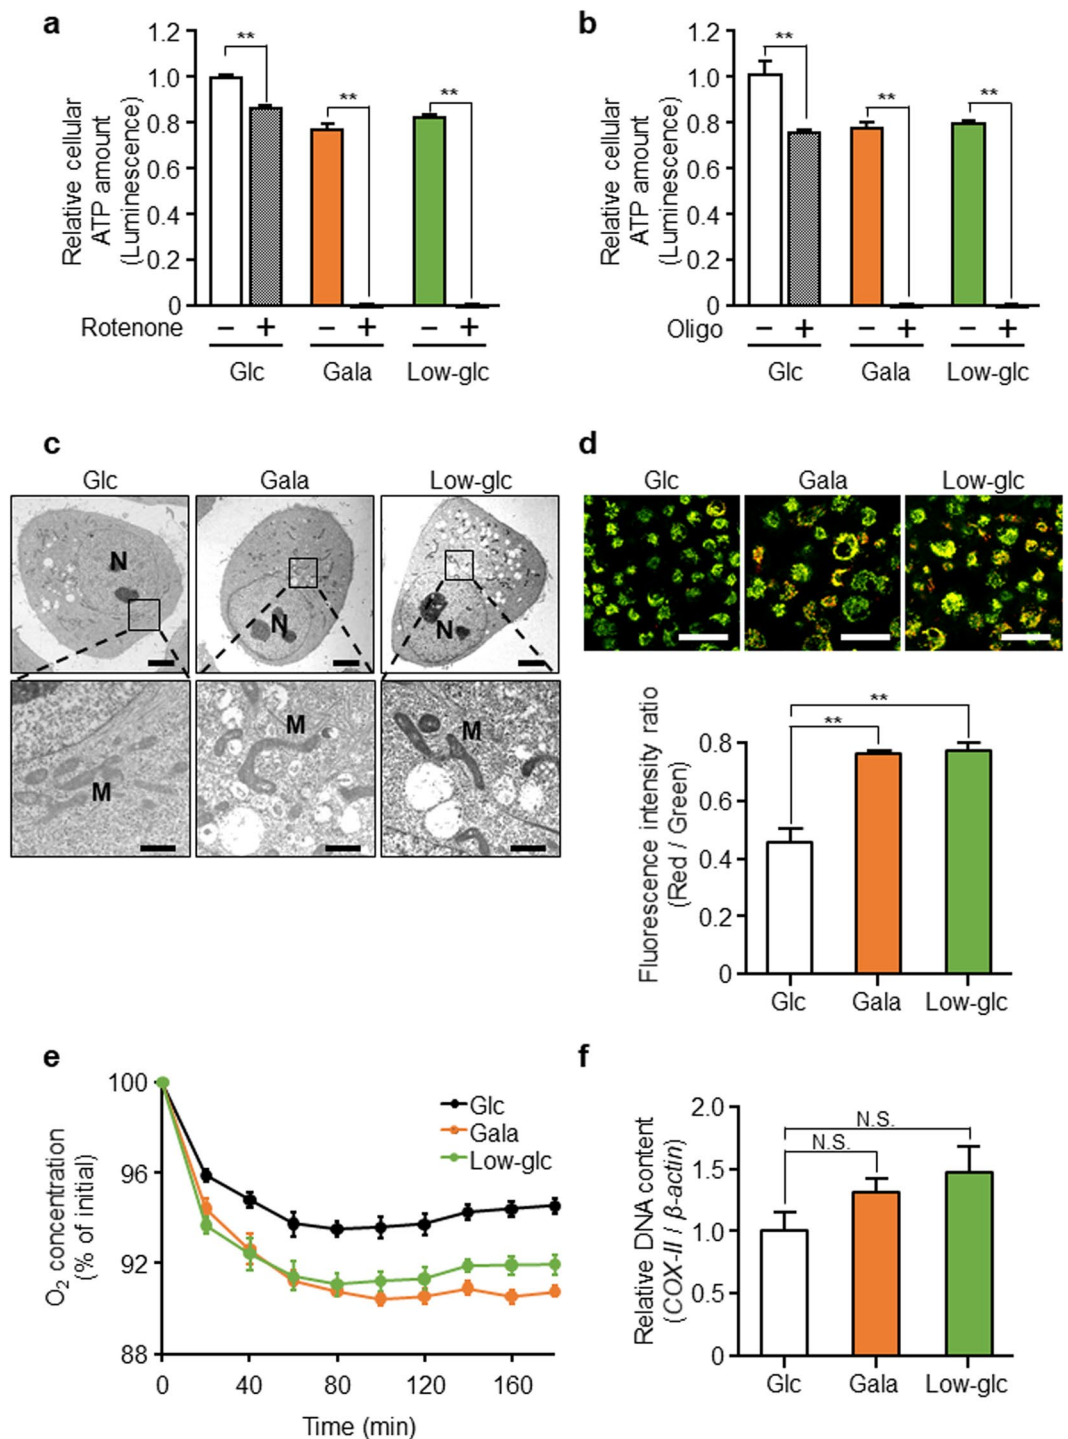 a
1.2
1.0
0.8
0.6
0.4
0.2
0
Relative cellular
ATP amount
(Luminescence)
** ** **
Rotenone − + − + − +
Glc Gala Low-glc
b
1.2
1.0
0.8
0.6
0.4
0.2
0
Relative cellular
ATP amount
(Luminescence)
** ** **
Oligo − + − + − +
Glc Gala Low-glc
c
Glc Gala Low-glc
N N N
M M M
d
Glc Gala Low-glc
**
**
0.8
0.6
0.4
0.2
0
Fluorescence intensity ratio
(Red / Green)
Glc Gala Low-glc
e
100
96
92
88
O2 concentration
(% of initial)
Glc
Gala
Low-glc
0 40 80 120 160
Time (min)
f
2.0
1.5
1.0
0.5
0
Relative DNA content
(COX-II / β-actin)
N.S.
N.S.
Glc Gala Low-glc